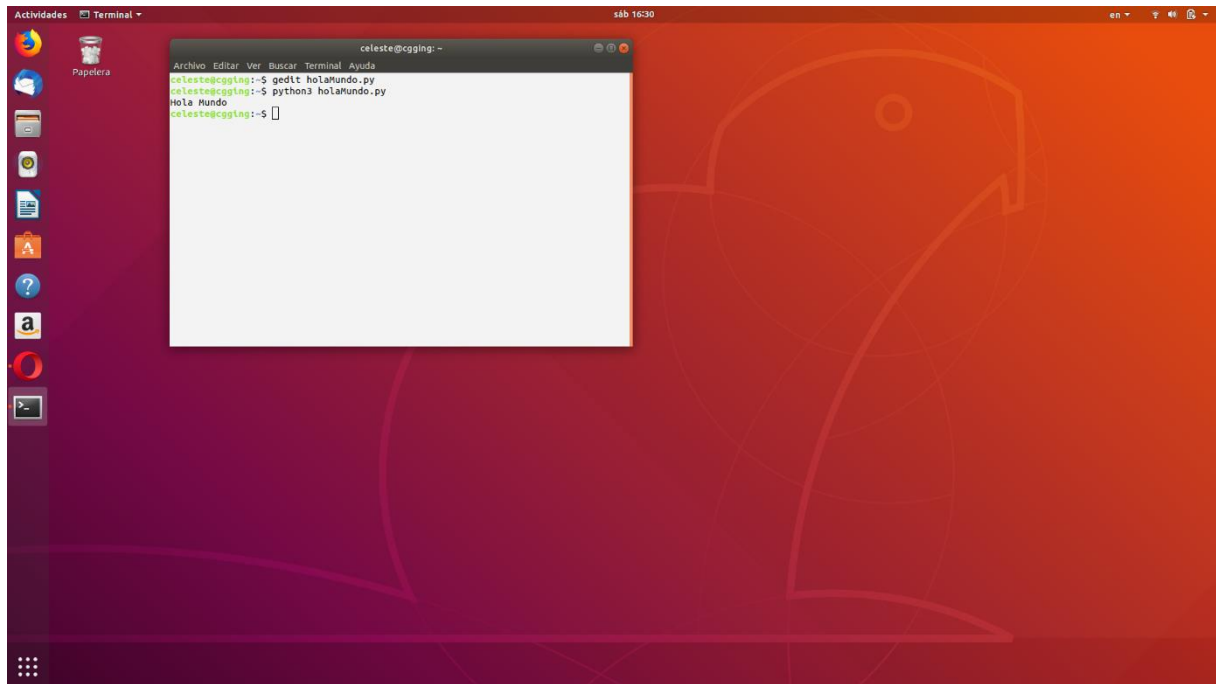 Actividades Terminal sáb 16:30 en
Papelera
celeste@cgging: ~
Archivo Editar Ver Buscar Terminal Ayuda
celeste@cgging:~$ gedit holaMundo.py
celeste@cgging:~$ python3 holaMundo.py
Hola Mundo
celeste@cgging:~$